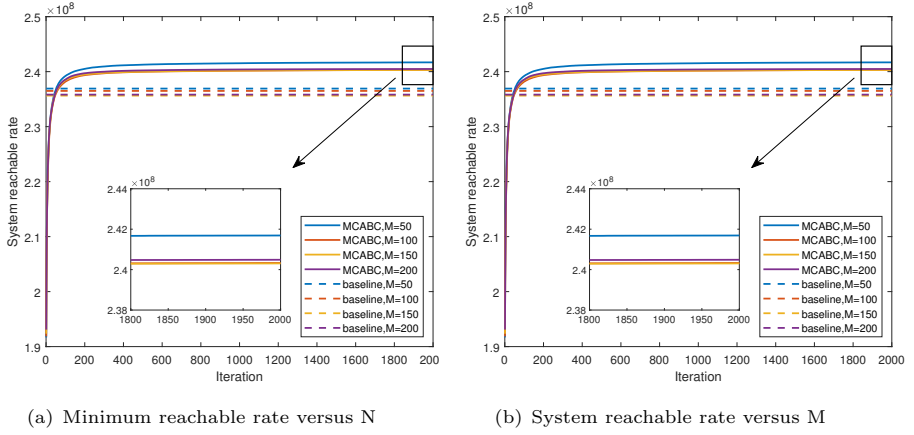 2.5 ×10^8
2.4
2.3
2.2
2.1
2
1.9
System reachable rate
0 200 400 600 800 1000 1200 1400 1600 1800 2000
Iteration
2.44 ×10^8
2.42
2.4
2.38
1800 1850 1900 1950 2000
MCABC,M=50
MCABC,M=100
MCABC,M=150
MCABC,M=200
baseline,M=50
baseline,M=100
baseline,M=150
baseline,M=200
(a) Minimum reachable rate versus N
2.5 ×10^8
2.4
2.3
2.2
2.1
2
1.9
System reachable rate
0 200 400 600 800 1000 1200 1400 1600 1800 2000
Iteration
2.44 ×10^8
2.42
2.4
2.38
1800 1850 1900 1950 2000
MCABC,M=50
MCABC,M=100
MCABC,M=150
MCABC,M=200
baseline,M=50
baseline,M=100
baseline,M=150
baseline,M=200
(b) System reachable rate versus M